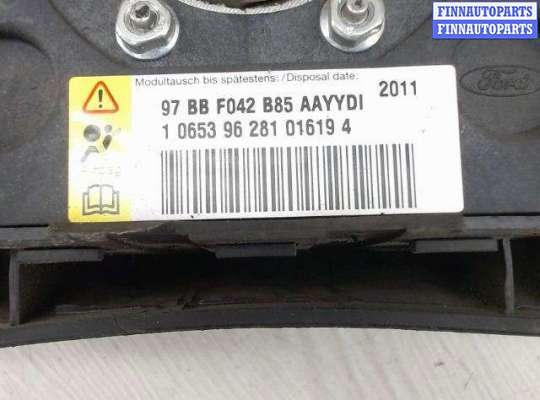 FINNAUTOPARTS
FINNAUTOPARTS
Modultausch bis spätestens: /Disposal date:
2011
97 BB F042 B85 AAYYDI
1 0653 96 281 01619 4
Ford